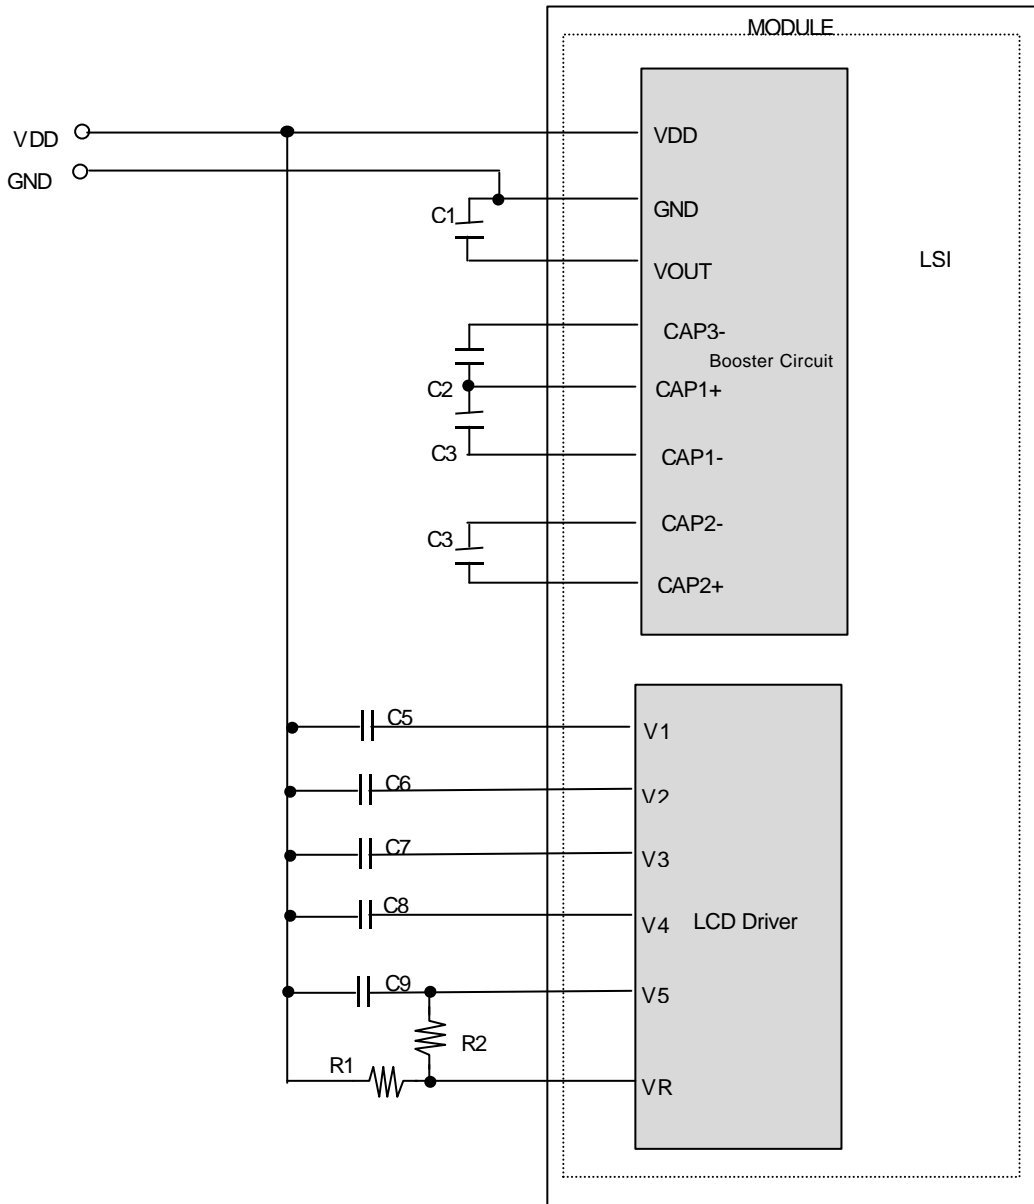 MODULE
VDD
VDD
GND
GND
C1
VOUT
LSI
CAP3-
Booster Circuit
C2
CAP1+
C3
CAP1-
CAP2-
C3
CAP2+
C5
V1
C6
V2
C7
V3
C8
V4
LCD Driver
C9
V5
R2
R1
VR